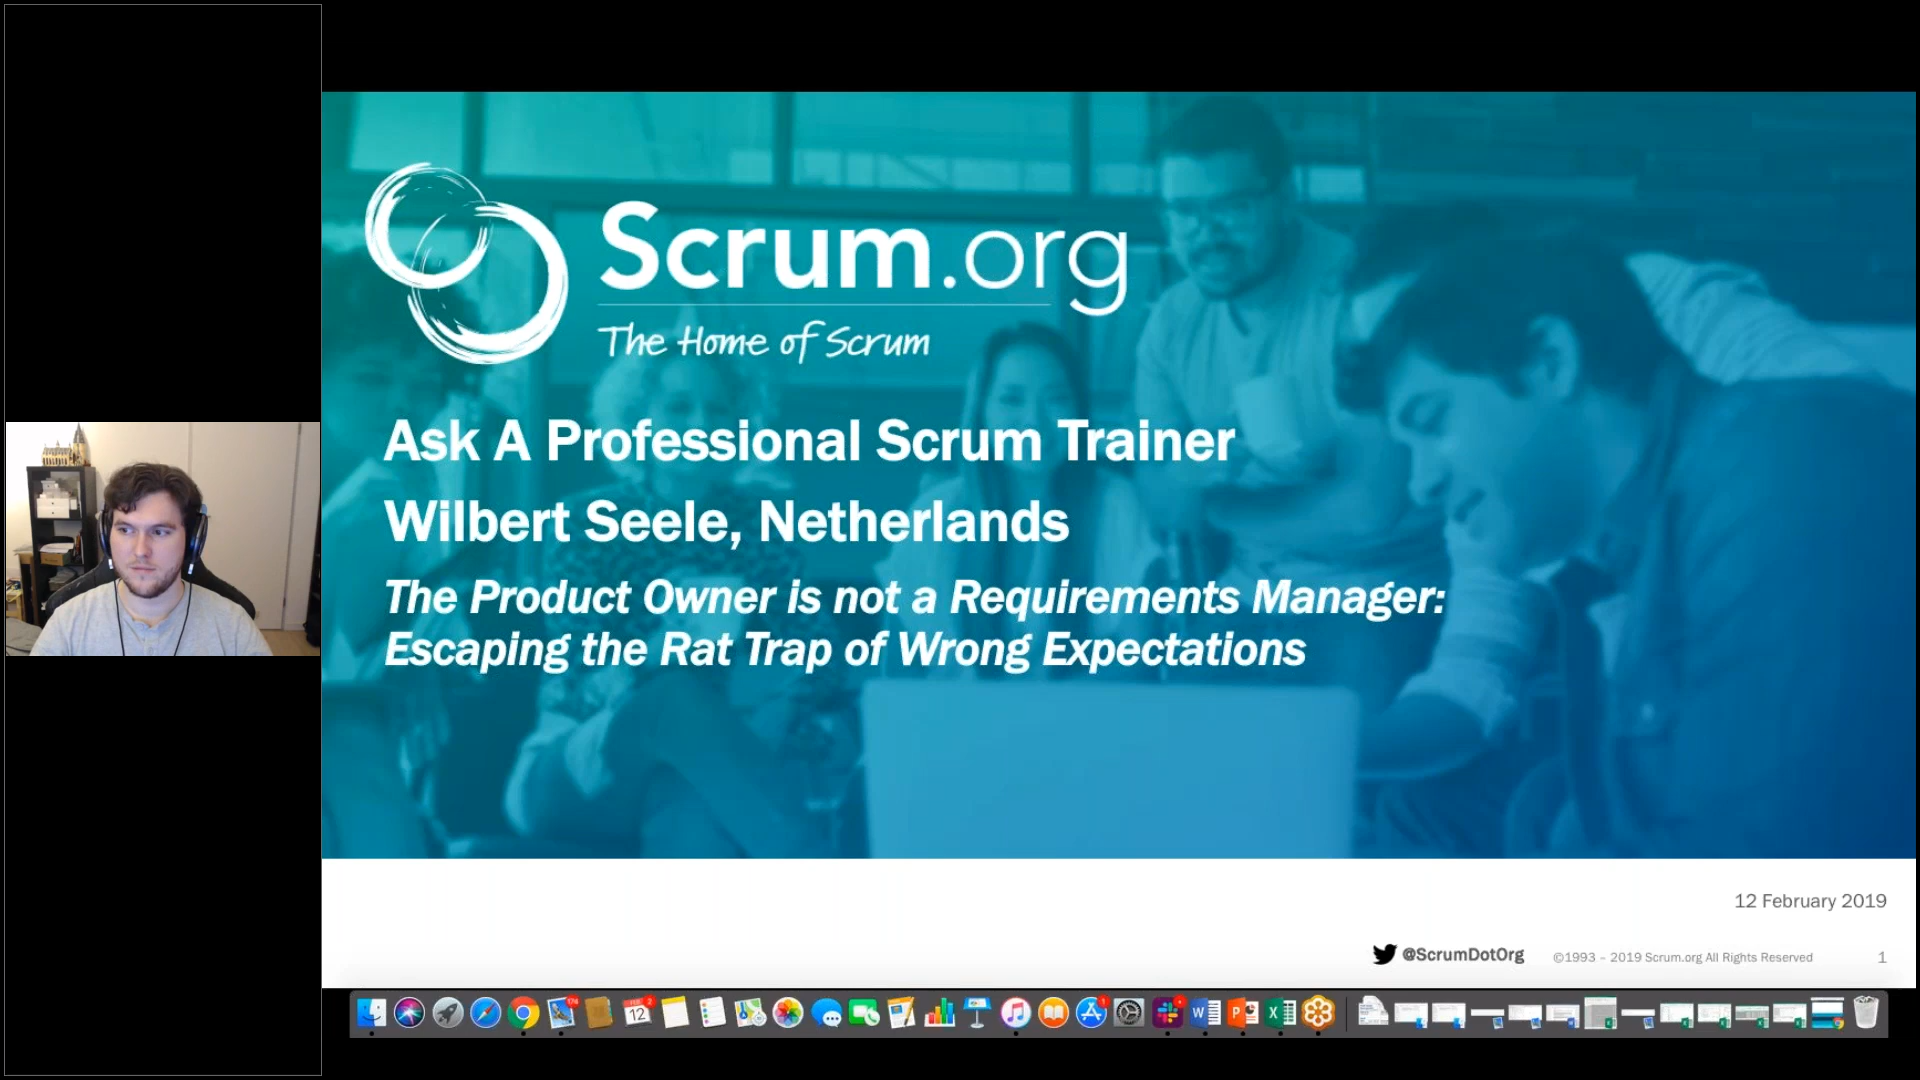 Scrum.org
The Home of Scrum
Ask A Professional Scrum Trainer
Wilbert Seele, Netherlands
The Product Owner is not a Requirements Manager:
Escaping the Rat Trap of Wrong Expectations
12 February 2019
@ScrumDotOrg ©1993 – 2019 Scrum.org All Rights Reserved 1
12